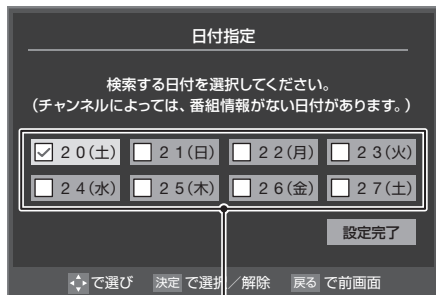 日付指定
検索する日付を選択してください。
(チャンネルによっては、番組情報がない日付があります。)
20(土) 21(日) 22(月) 23(火)
24(水) 25(木) 26(金) 27(土)
設定完了
で選び 決定 で選択/解除 戻る で前画面